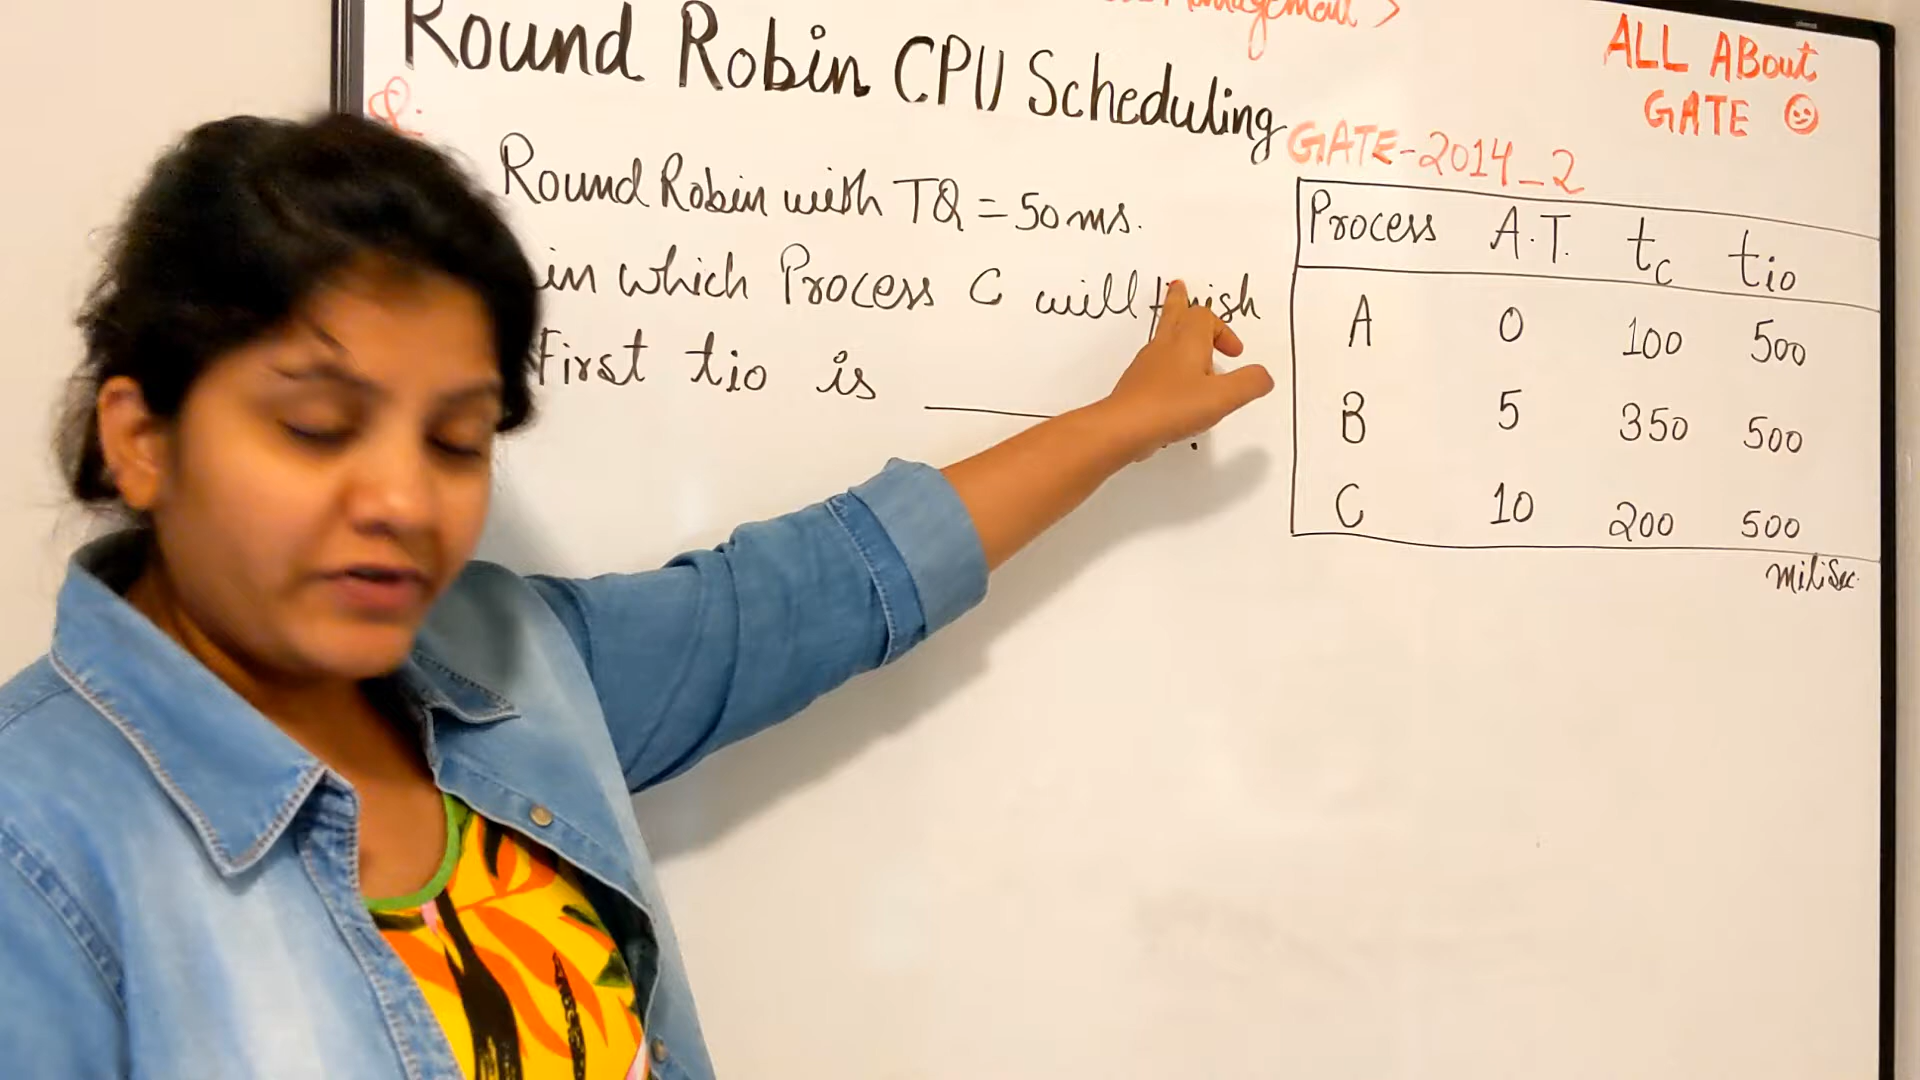 Management >
Round Robin CPU Scheduling
ALL ABout
GATE
Q:
GATE-2014_2
Round Robin with TQ = 50 ms.
in which Process C will finish
First tio is
Process A.T. tc tio
A 0 100 500
B 5 350 500
C 10 200 500
miliSec.